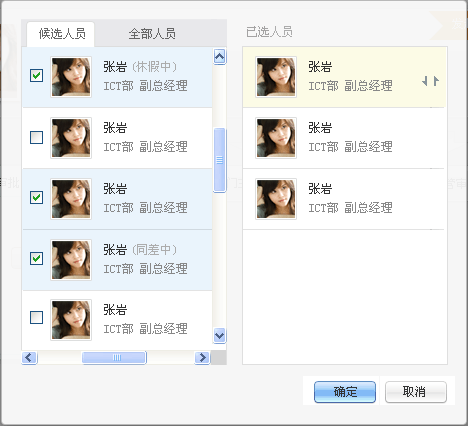 候选人员 全部人员
已选人员
张岩 (休假中)
ICT部 副总经理
张岩
ICT部 副总经理
张岩
ICT部 副总经理
张岩 (同差中)
ICT部 副总经理
张岩
ICT部 副总经理
张岩
ICT部 副总经理
张岩
ICT部 副总经理
张岩
ICT部 副总经理
确定 取消